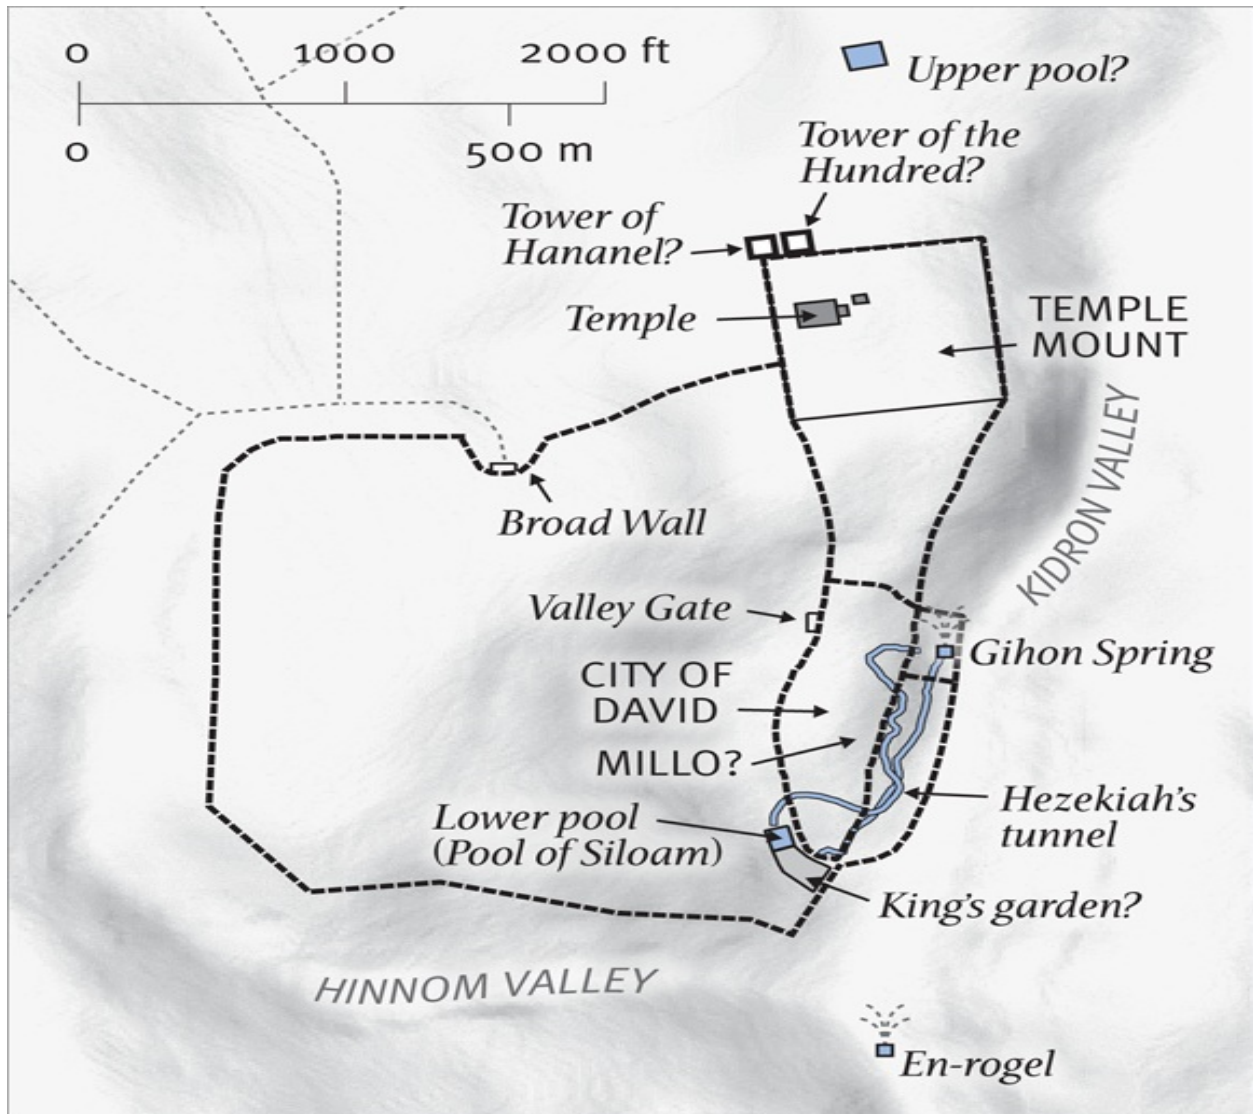 0 1000 2000 ft
0 500 m
Upper pool?
Tower of the
Hundred?
Tower of
Hananel?
Temple
TEMPLE
MOUNT
KIDRON VALLEY
Broad Wall
Valley Gate
Gihon Spring
CITY OF
DAVID
MILLO?
Hezekiah's
tunnel
Lower pool
(Pool of Siloam)
King's garden?
HINNOM VALLEY
En-rogel